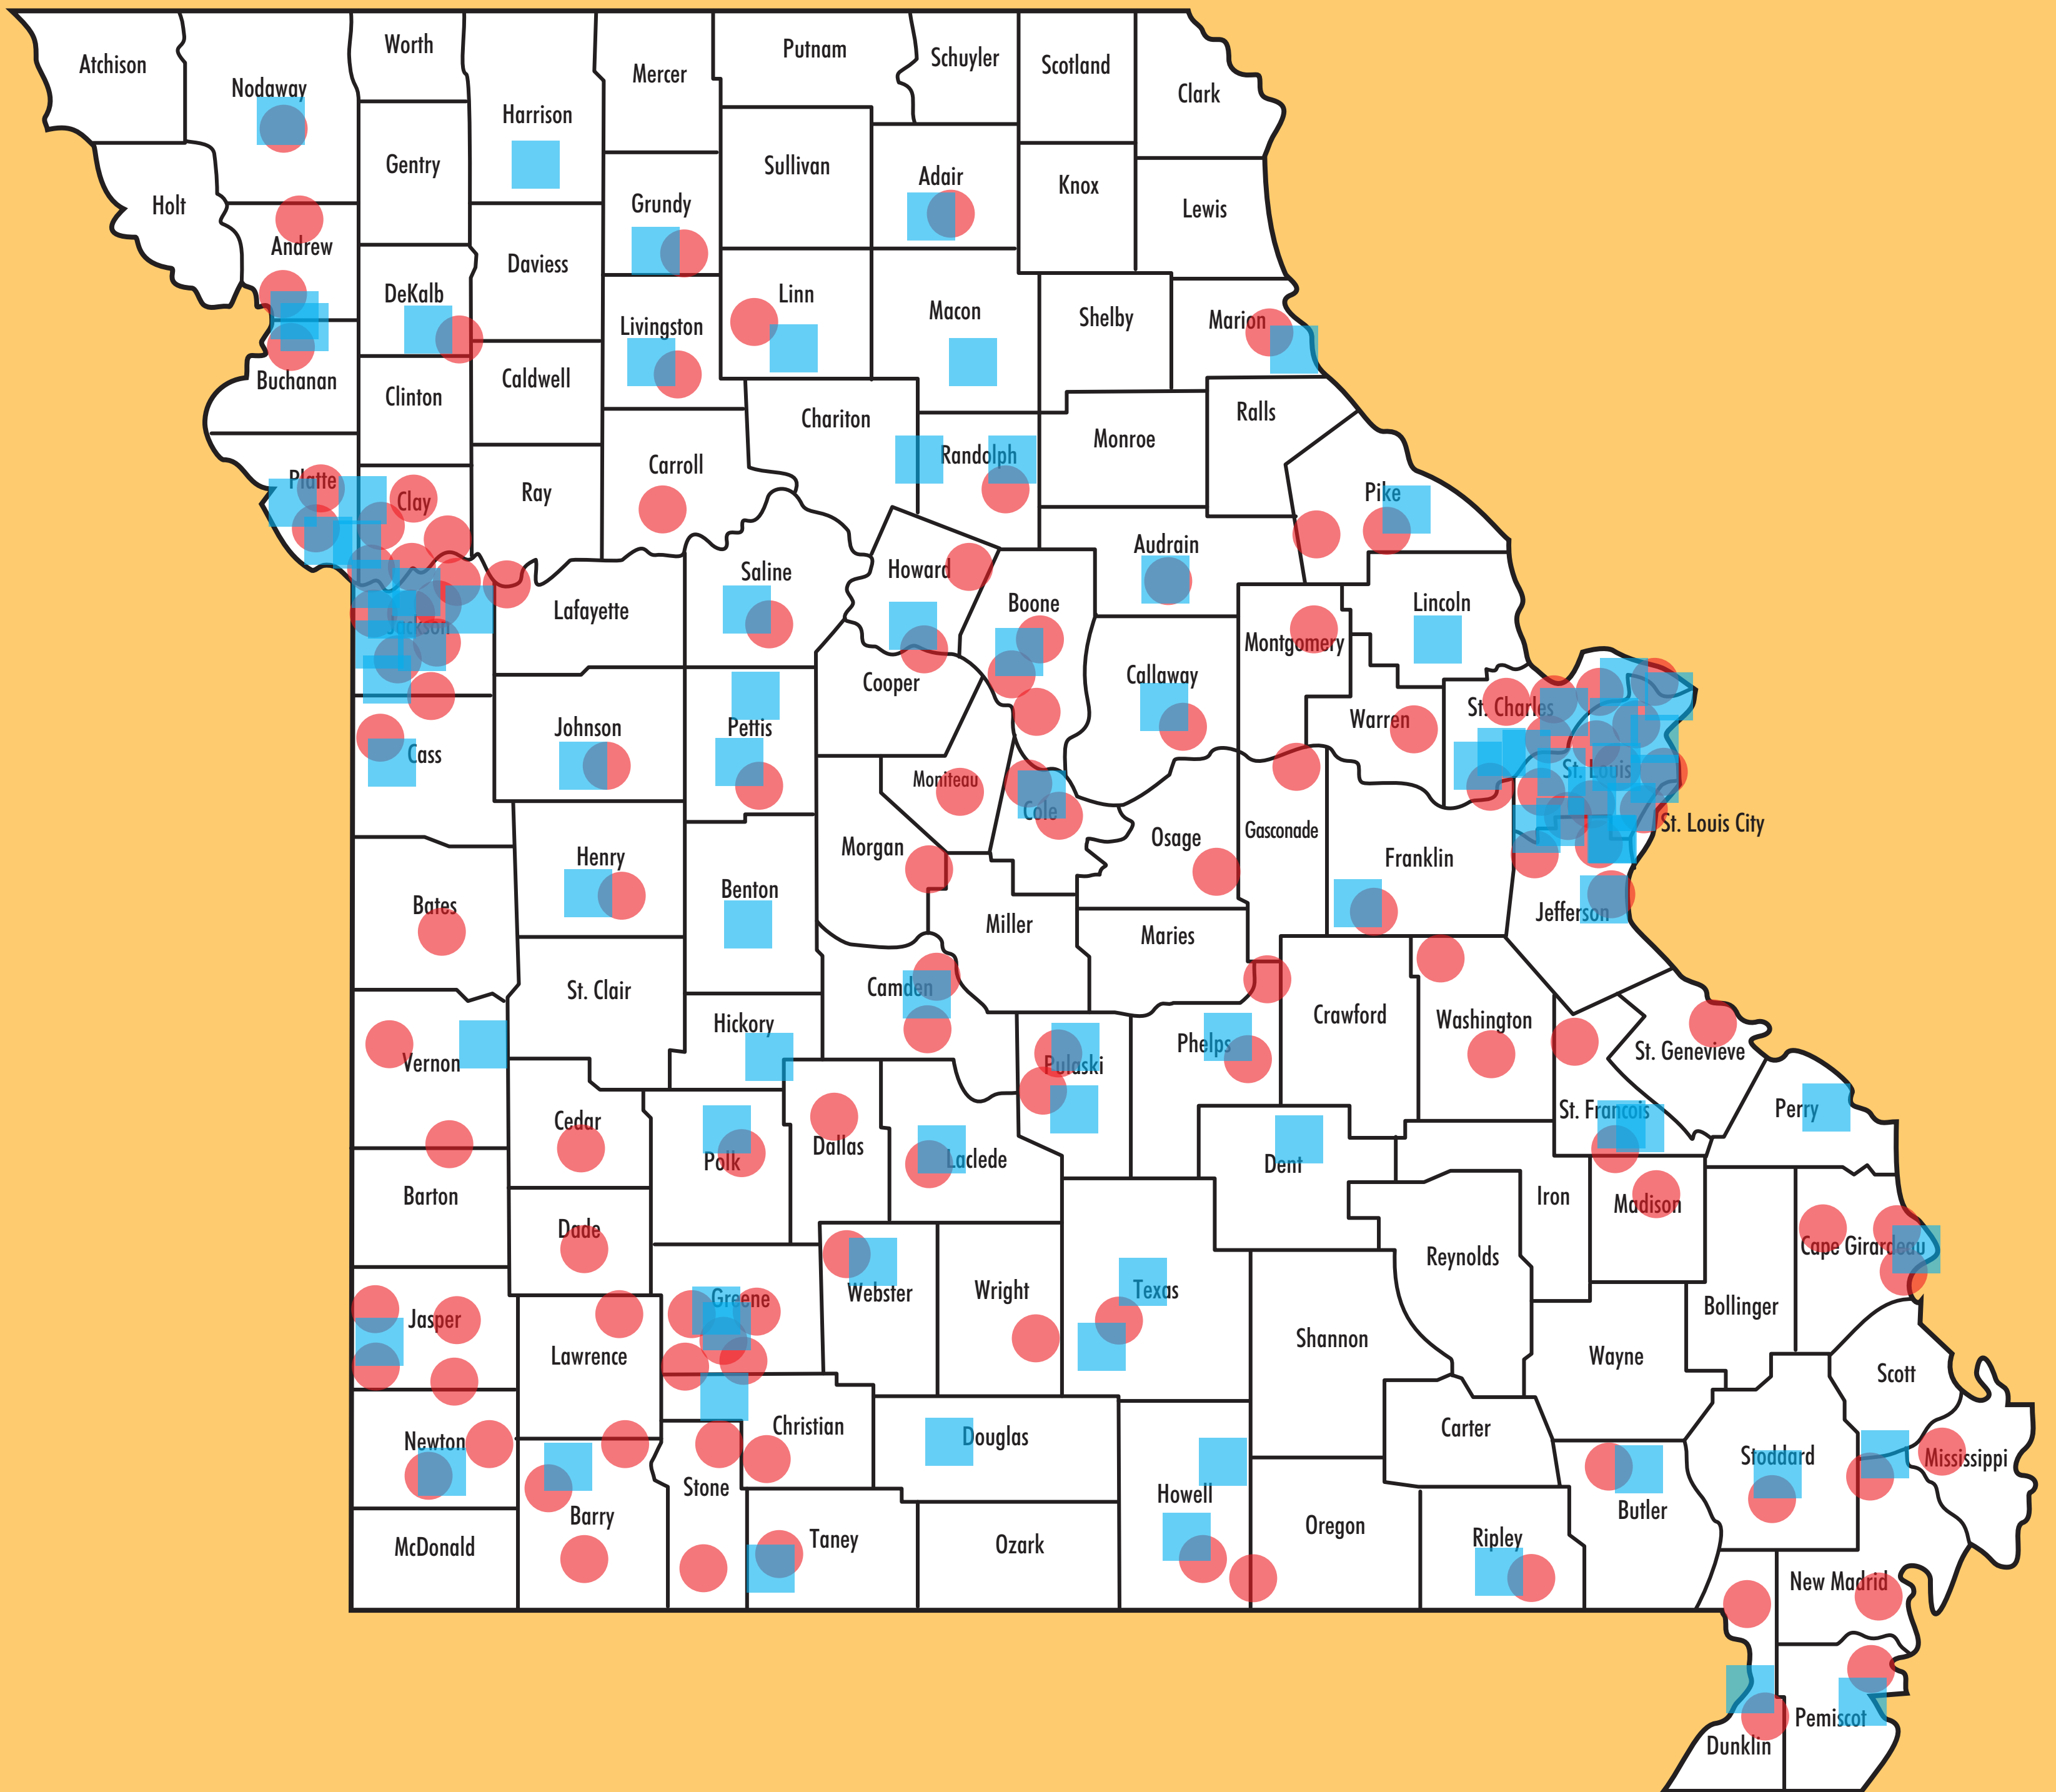 Atchison
Nodaway
Worth
Harrison
Mercer
Putnam
Schuyler
Scotland
Clark
Holt
Andrew
Gentry
Daviess
Grundy
Sullivan
Adair
Knox
Lewis
Buchanan
DeKalb
Clinton
Caldwell
Livingston
Linn
Macon
Shelby
Marion
Platte
Clay
Ray
Carroll
Chariton
Randolph
Monroe
Ralls
Pike
Jackson
Lafayette
Saline
Howard
Boone
Audrain
Callaway
Montgomery
Lincoln
Warren
St. Charles
St. Louis
St. Louis City
Cass
Johnson
Pettis
Cooper
Moniteau
Cole
Osage
Gasconade
Franklin
Jefferson
Bates
Henry
Benton
Morgan
Miller
Maries
Vernon
St. Clair
Hickory
Camden
Pulaski
Phelps
Crawford
Washington
St. Francois
St. Genevieve
Perry
Barton
Cedar
Polk
Dallas
Laclede
Dent
Iron
Madison
Cape Girardeau
Dade
Jasper
Greene
Webster
Wright
Texas
Shannon
Reynolds
Wayne
Bollinger
Scott
Lawrence
Newton
Christian
Douglas
Howell
Carter
Butler
Stoddard
Mississippi
McDonald
Barry
Stone
Taney
Ozark
Oregon
Ripley
New Madrid
Pemiscot
Dunklin